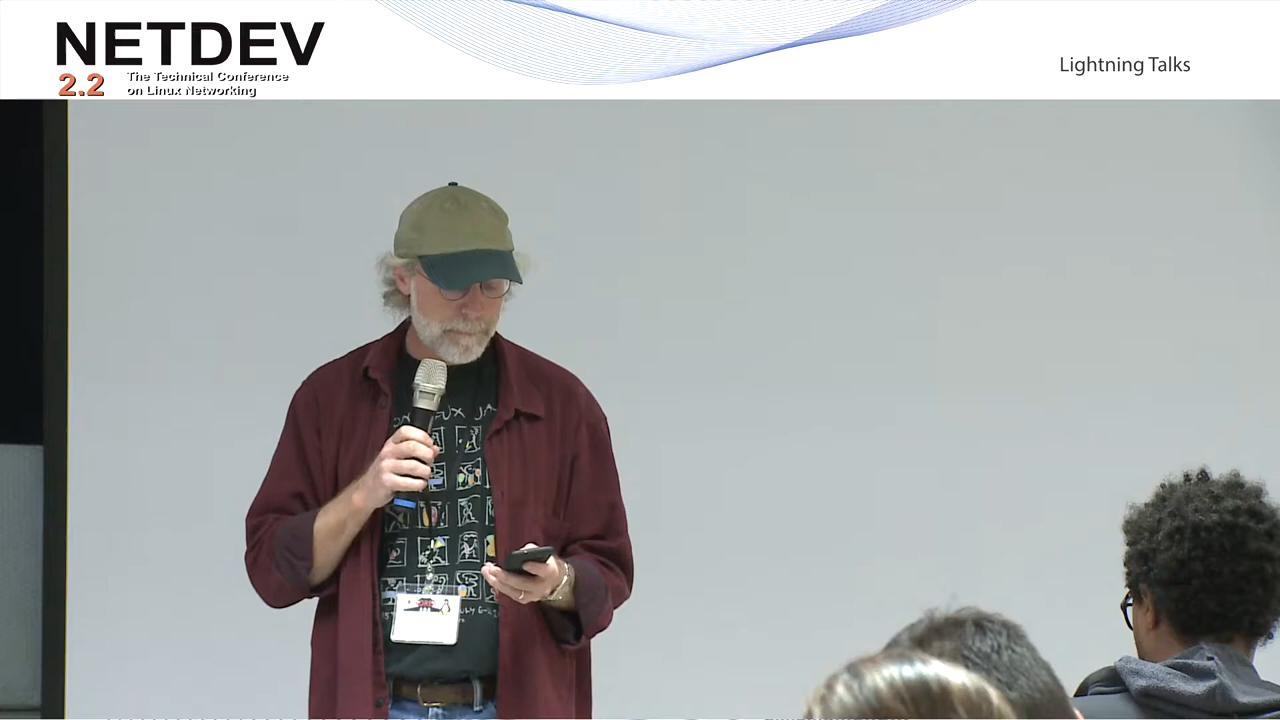 NETDEV
2.2
The Technical Conference
on Linux Networking
Lightning Talks